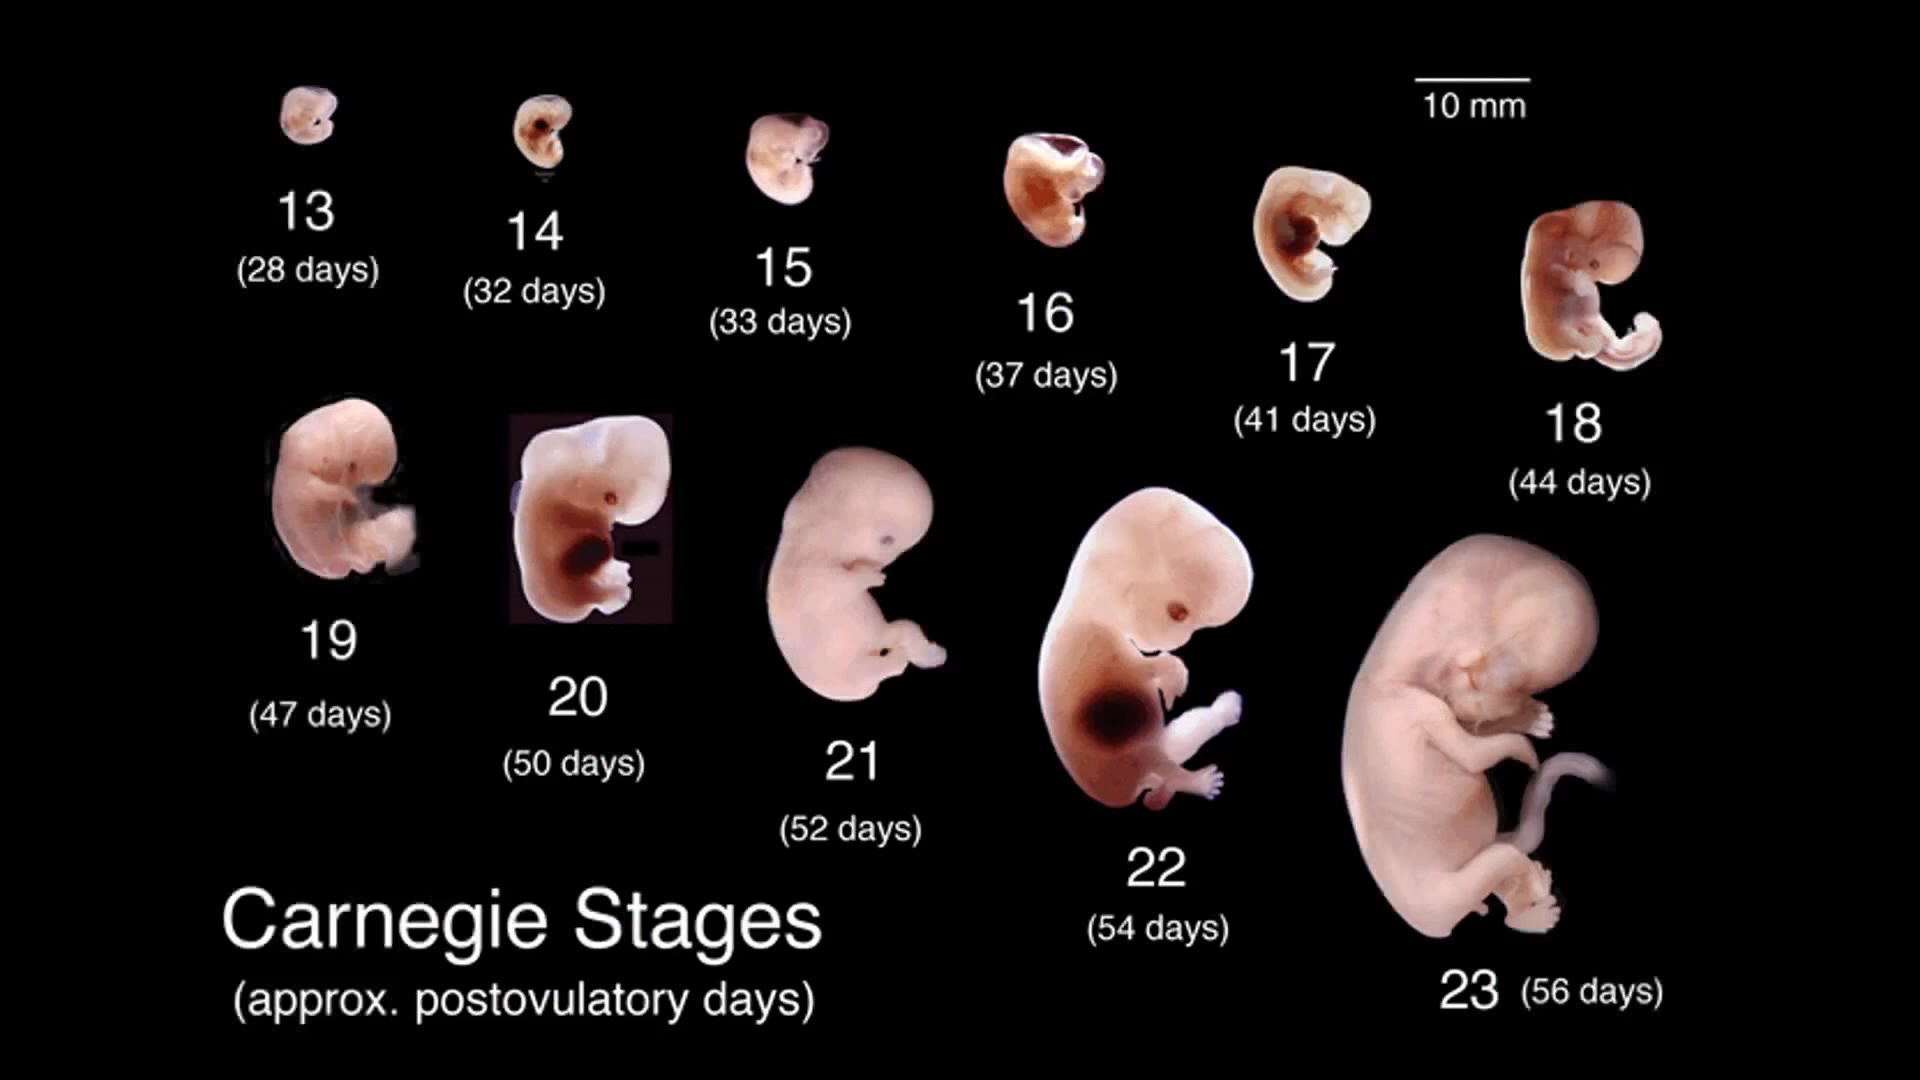 10 mm
13
(28 days)
14
(32 days)
15
(33 days)
16
(37 days)
17
(41 days)
18
(44 days)
19
(47 days)
20
(50 days)
21
(52 days)
22
(54 days)
23 (56 days)
Carnegie Stages
(approx. postovulatory days)